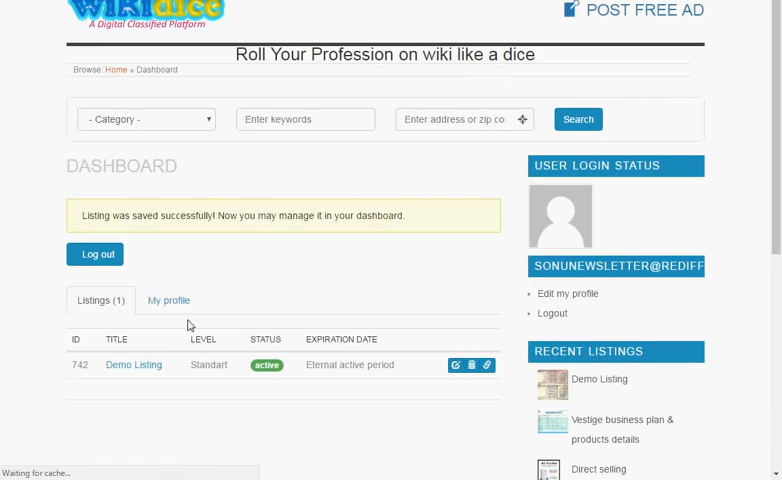 wikidice
A Digital Classified Platform
POST FREE AD
Roll Your Profession on wiki like a dice
Browse: Home » Dashboard
- Category -
Enter keywords
Enter address or zip co
Search
DASHBOARD
USER LOGIN STATUS
Listing was saved successfully! Now you may manage it in your dashboard.
Log out
SONUNEWSLETTER@REDIFF
Edit my profile
Logout
Listings (1)
My profile
ID TITLE LEVEL STATUS EXPIRATION DATE
742 Demo Listing Standart active Eternal active period
RECENT LISTINGS
Demo Listing
Vestige business plan &
products details
Direct selling
Waiting for cache...